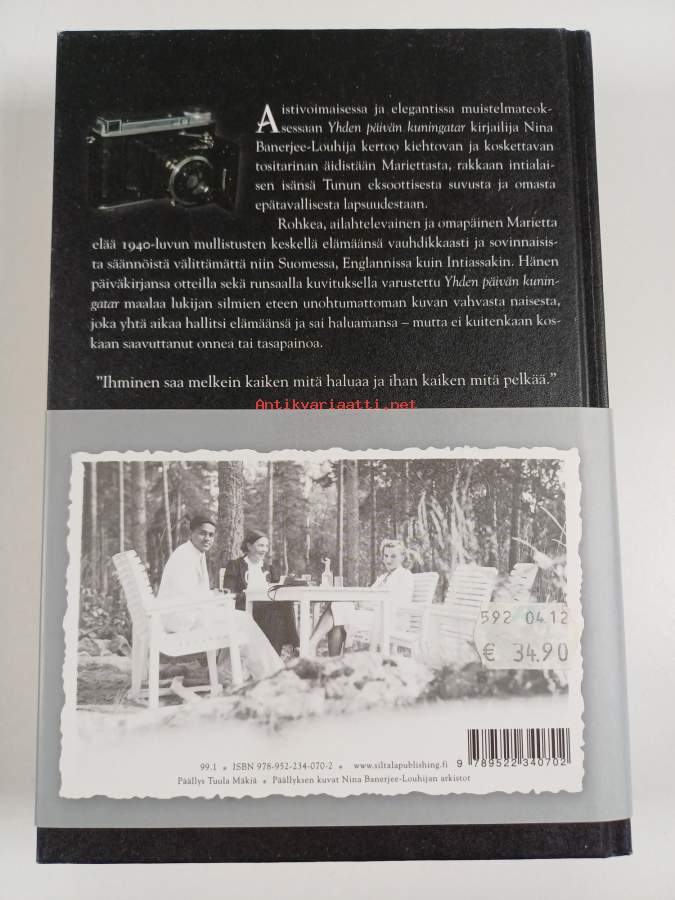 Aistivoimaisessa ja elegantissa muistelmateok-
sessaan Yhden päivän kuningatar kirjailija Nina
Banerjee-Louhija kertoo kiehtovan ja koskettavan
tositarinan äidistään Mariettasta, rakkaan intialai-
sen isänsä Tunun eksoottisesta suvusta ja omasta
epätavallisesta lapsuudestaan.
Rohkea, ailahtelevainen ja omapäinen Marietta
elää 1940-luvun mullistusten keskellä elämäänsä vauhdikkaasti ja sovinnaisis-
ta säännöistä välittämättä niin Suomessa, Englannissa kuin Intiassakin. Hänen
päiväkirjansa otteilla sekä runsaalla kuvituksella varustettu Yhden päivän kunin-
gatar maalaa lukijan silmien eteen unohtumattoman kuvan vahvasta naisesta,
joka yhtä aikaa hallitsi elämäänsä ja sai haluamansa – mutta ei kuitenkaan kos-
kaan saavuttanut onnea tai tasapainoa.
"Ihminen saa melkein kaiken mitä haluaa ja ihan kaiken mitä pelkää."
Antikvariaatti.net
592 04.12
€ 34.90
99.1 * ISBN 978-952-234-070-2 * www.siltalapublishing.fi
9 789522 340702
Päällys Tuula Mäkiä * Päällyksen kuvat Nina Banerjee-Louhijan arkistot